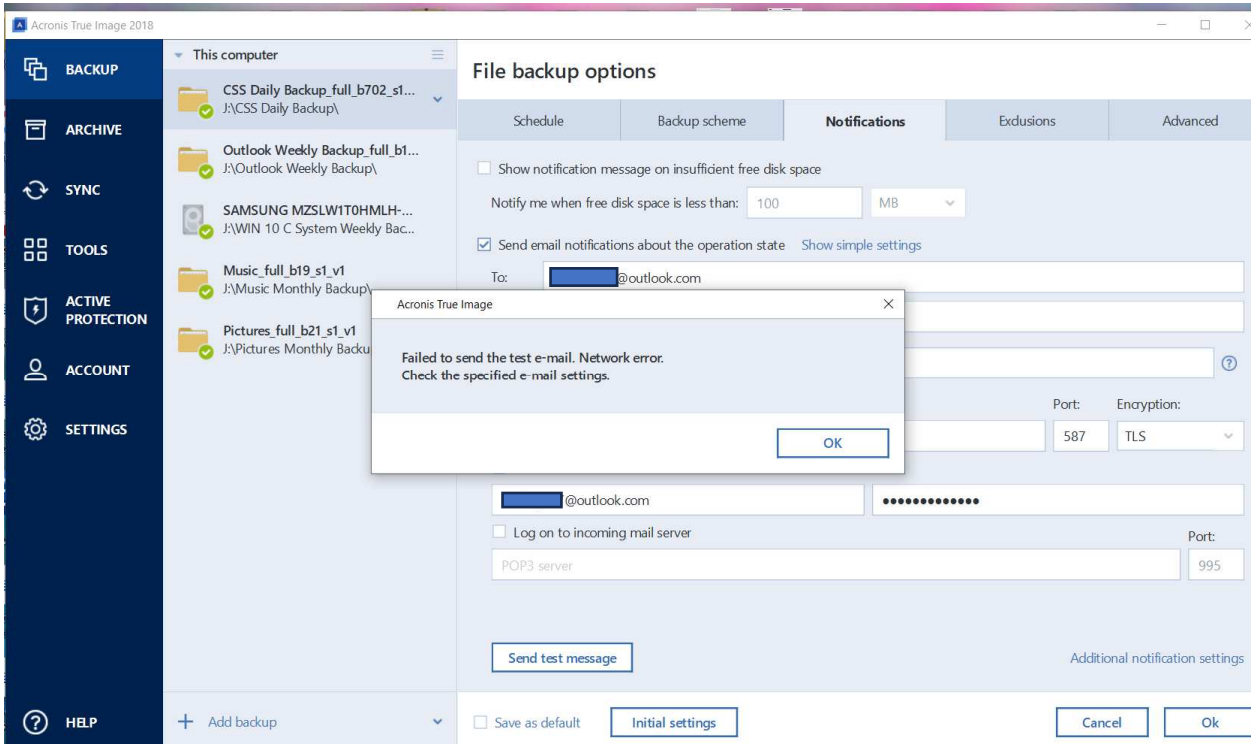 Acronis True Image 2018
BACKUP
ARCHIVE
SYNC
TOOLS
ACTIVE
PROTECTION
ACCOUNT
SETTINGS
HELP
This computer
CSS Daily Backup_full_b702_s1...
J:\CSS Daily Backup\
Outlook Weekly Backup_full_b1...
J:\Outlook Weekly Backup\
SAMSUNG MZSLW1T0HMLH-...
J:\WIN 10 C System Weekly Bac...
Music_full_b19_s1_v1
J:\Music Monthly Backup\
Pictures_full_b21_s1_v1
J:\Pictures Monthly Backu
Add backup
File backup options
Schedule Backup scheme Notifications Exclusions Advanced
Show notification message on insufficient free disk space
Notify me when free disk space is less than: 100 MB
Send email notifications about the operation state Show simple settings
To: @outlook.com
Acronis True Image
Failed to send the test e-mail. Network error.
Check the specified e-mail settings.
OK
Port: Encryption:
587 TLS
@outlook.com •••••••••••••
Log on to incoming mail server
Port:
POP3 server 995
Send test message Additional notification settings
Save as default Initial settings Cancel Ok